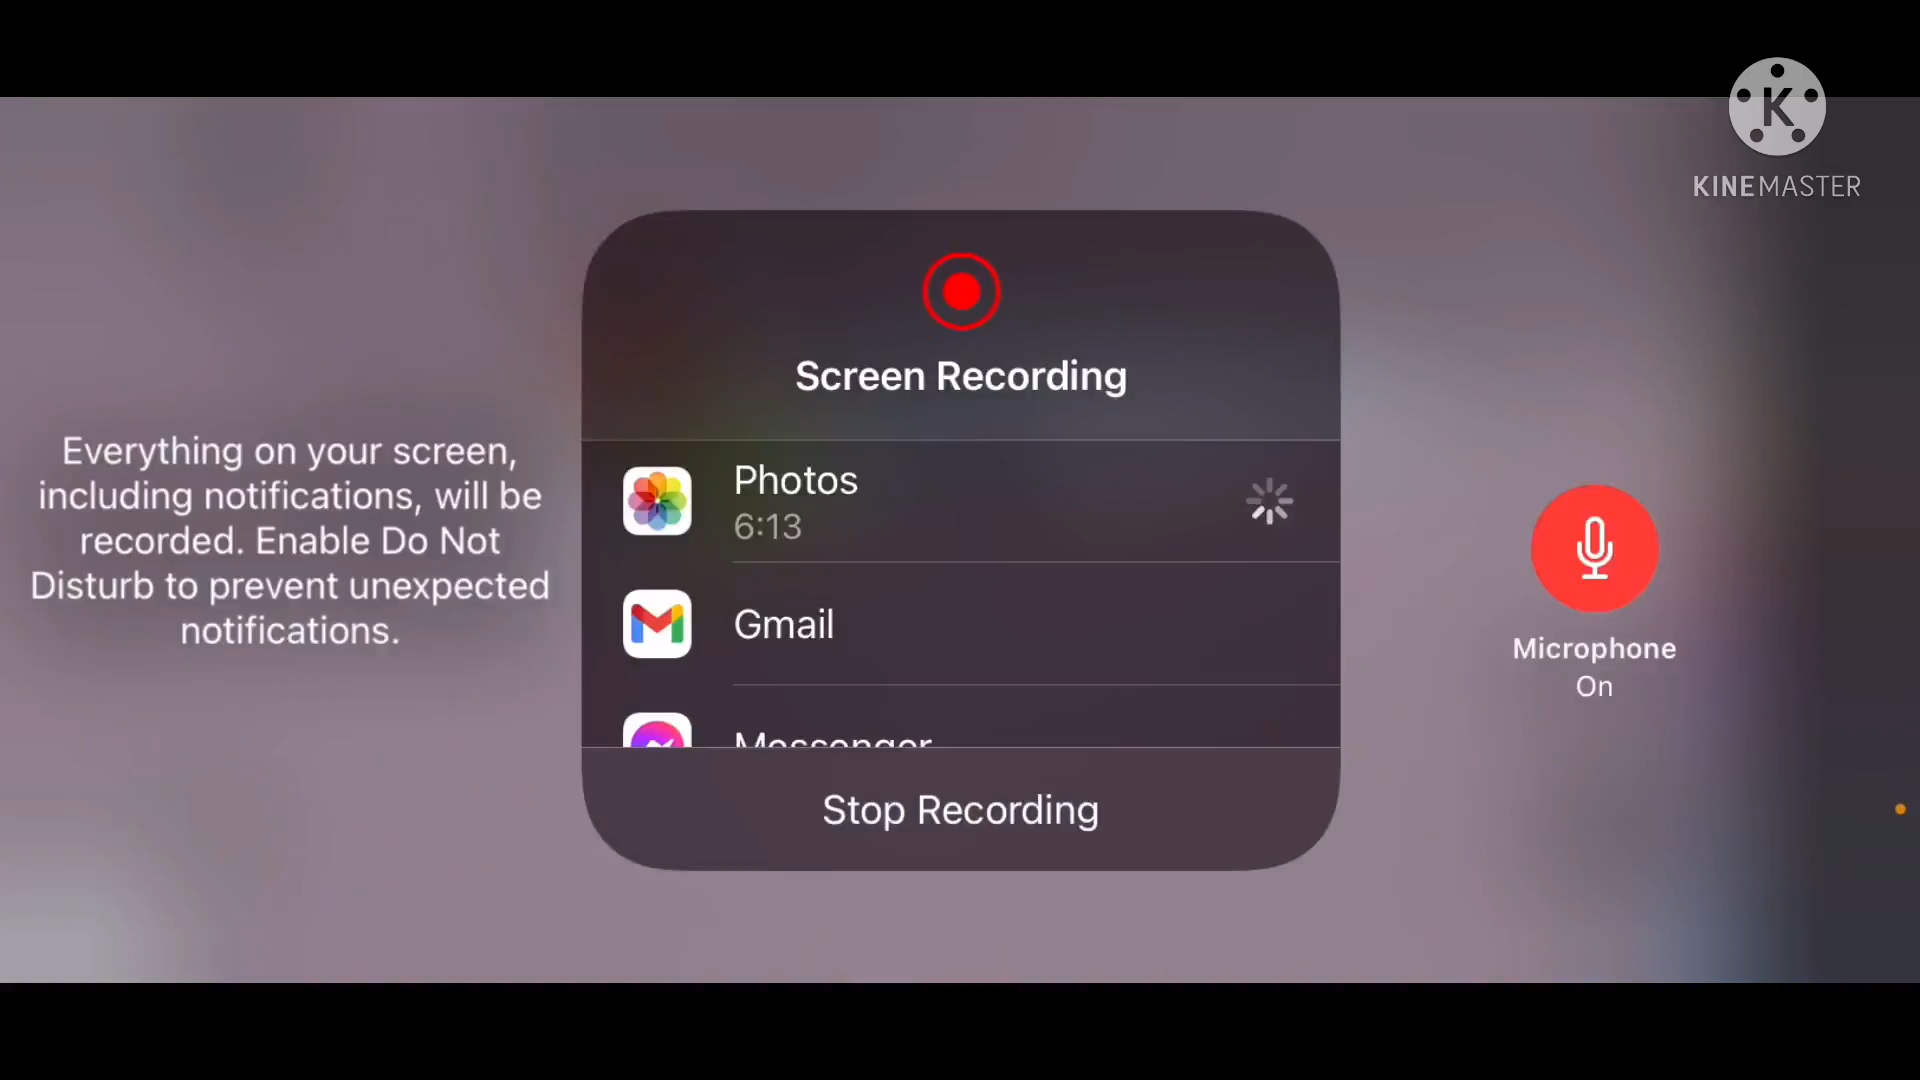 K
KINEMASTER
Screen Recording
Everything on your screen,
including notifications, will be
recorded. Enable Do Not
Disturb to prevent unexpected
notifications.
Photos
6:13
Gmail
Messenger
Stop Recording
Microphone
On